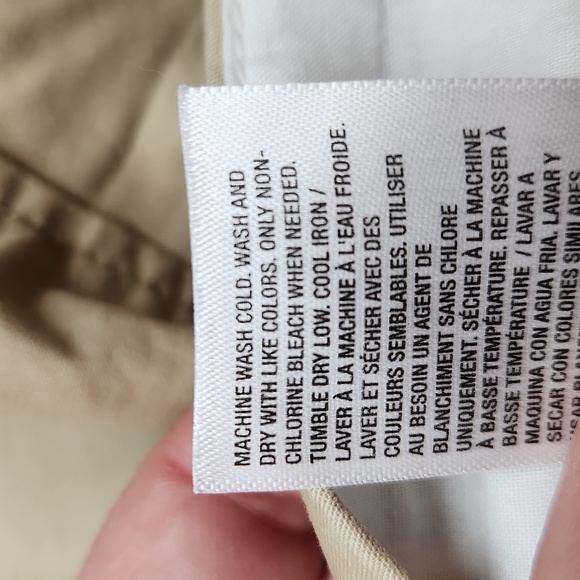 MACHINE WASH COLD. WASH AND
DRY WITH LIKE COLORS. ONLY NON-
CHLORINE BLEACH WHEN NEEDED.
TUMBLE DRY LOW. COOL IRON /
LAVER À LA MACHINE À L'EAU FROIDE.
LAVER ET SÉCHER AVEC DES
COULEURS SEMBLABLES. UTILISER
AU BESOIN UN AGENT DE
BLANCHIMENT SANS CHLORE
UNIQUEMENT. SÉCHER À LA MACHINE
À BASSE TEMPÉRATURE. REPASSER À
BASSE TEMPERATURE / LAVAR A
MAQUINA CON AGUA FRIA. LAVAR Y
SECAR CON COLORES SIMILARES.